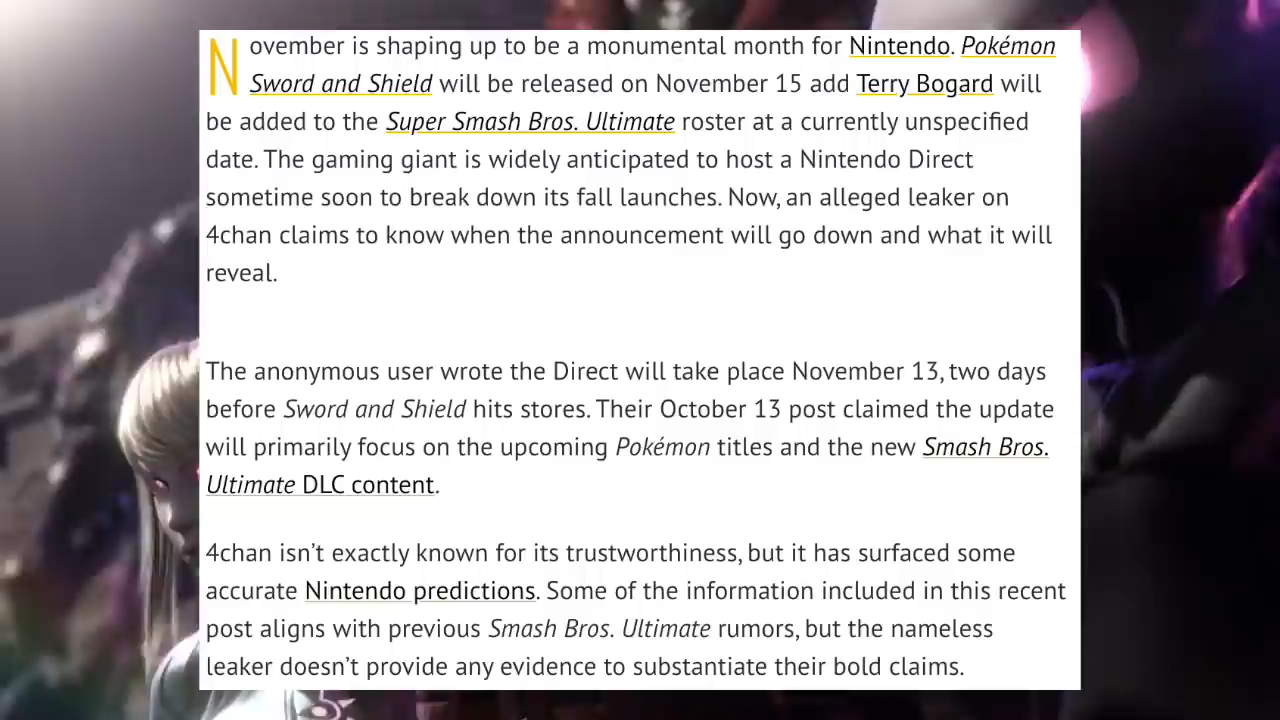 November is shaping up to be a monumental month for Nintendo. Pokémon
Sword and Shield will be released on November 15 add Terry Bogard will
be added to the Super Smash Bros. Ultimate roster at a currently unspecified
date. The gaming giant is widely anticipated to host a Nintendo Direct
sometime soon to break down its fall launches. Now, an alleged leaker on
4chan claims to know when the announcement will go down and what it will
reveal.
The anonymous user wrote the Direct will take place November 13, two days
before Sword and Shield hits stores. Their October 13 post claimed the update
will primarily focus on the upcoming Pokémon titles and the new Smash Bros.
Ultimate DLC content.
4chan isn’t exactly known for its trustworthiness, but it has surfaced some
accurate Nintendo predictions. Some of the information included in this recent
post aligns with previous Smash Bros. Ultimate rumors, but the nameless
leaker doesn’t provide any evidence to substantiate their bold claims.